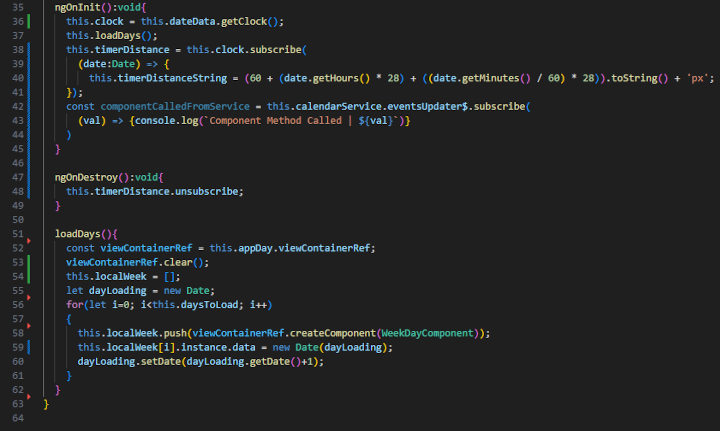 35 ngOnInit():void{
36 this.clock = this.dateData.getClock();
37 this.loadDays();
38 this.timerDistance = this.clock.subscribe(
39 (date:Date) => {
40 this.timerDistanceString = (60 + (date.getHours() * 28) + ((date.getMinutes() / 60) * 28)).toString() + 'px';
41 });
42 const componentCalledFromService = this.calendarService.eventsUpdater$.subscribe(
43 (val) => {console.log(`Component Method Called | ${val}`)}
44 )
45 }
46
47 ngOnDestroy():void{
48 this.timerDistance.unsubscribe;
49 }
50
51 loadDays(){
52 const viewContainerRef = this.appDay.viewContainerRef;
53 viewContainerRef.clear();
54 this.localWeek = [];
55 let dayLoading = new Date;
56 for(let i=0; i<this.daysToLoad; i++)
57 {
58 this.localWeek.push(viewContainerRef.createComponent(WeekDayComponent));
59 this.localWeek[i].instance.data = new Date(dayLoading);
60 dayLoading.setDate(dayLoading.getDate()+1);
61 }
62 }
63 }
64